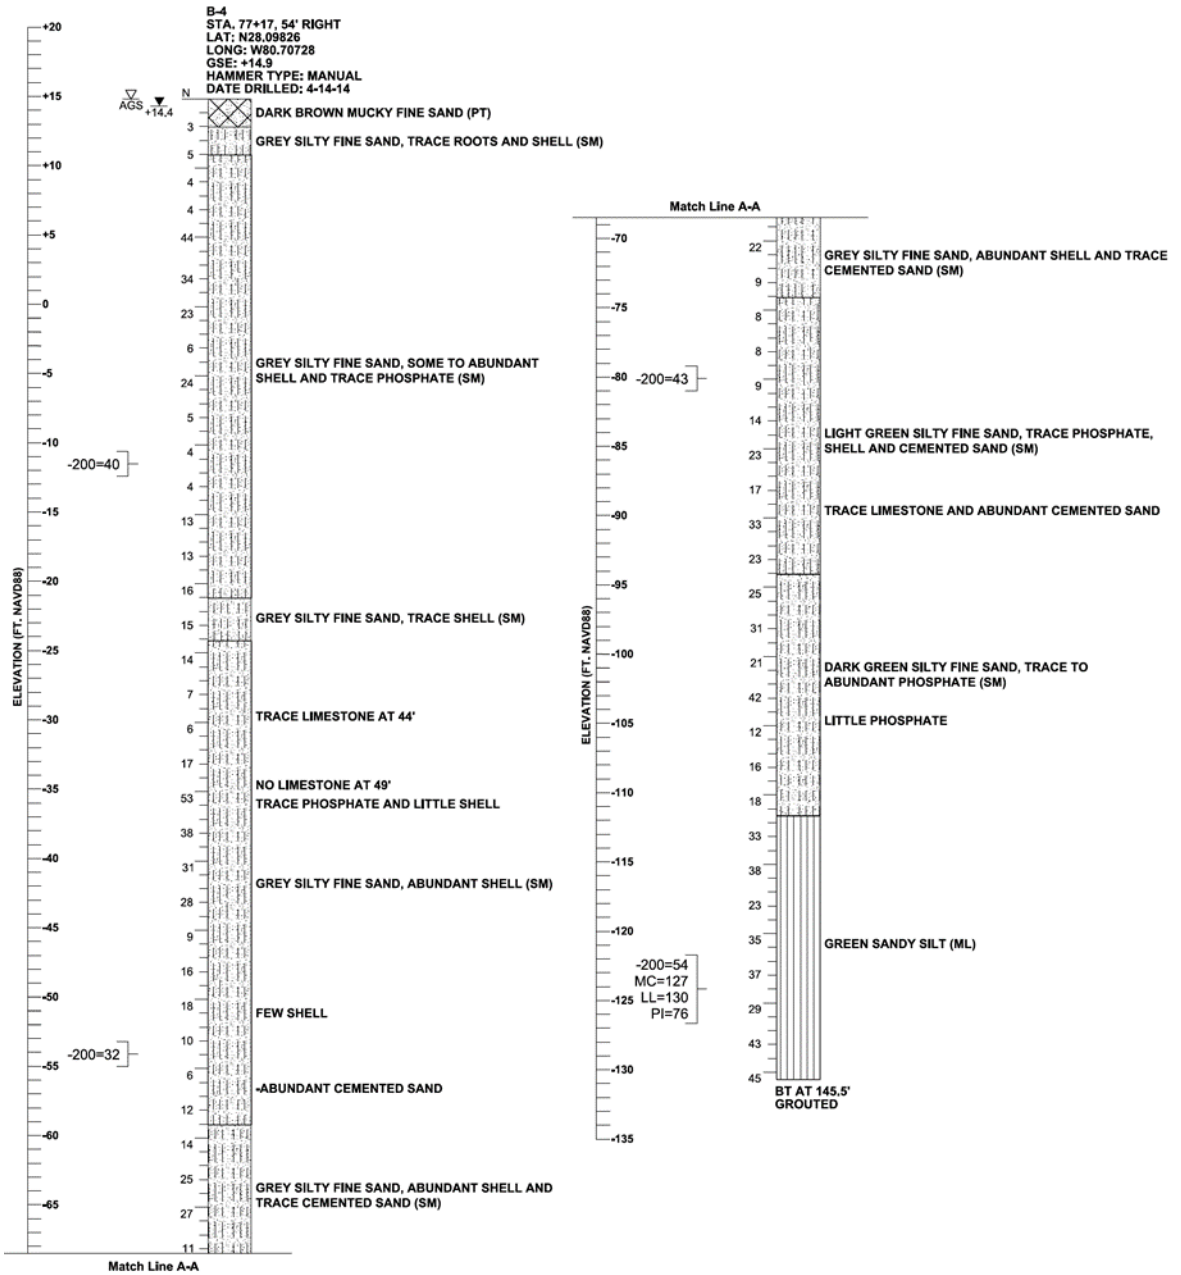 B-4
STA. 77+17, 54' RIGHT
LAT: N28.09826
LONG: W80.70728
GSE: +14.9
HAMMER TYPE: MANUAL
DATE DRILLED: 4-14-14
ELEVATION (FT. NAVD88)
+20
+15
+10
+5
0
-5
-10
-15
-20
-25
-30
-35
-40
-45
-50
-55
-60
-65
AGS
+14.4
-200=40
-200=32
N
3
5
4
4
44
34
23
6
24
5
4
4
13
13
16
15
14
7
6
17
53
38
31
28
9
16
18
10
6
12
14
25
27
11
DARK BROWN MUCKY FINE SAND (PT)
GREY SILTY FINE SAND, TRACE ROOTS AND SHELL (SM)
GREY SILTY FINE SAND, SOME TO ABUNDANT
SHELL AND TRACE PHOSPHATE (SM)
GREY SILTY FINE SAND, TRACE SHELL (SM)
TRACE LIMESTONE AT 44'
NO LIMESTONE AT 49'
TRACE PHOSPHATE AND LITTLE SHELL
GREY SILTY FINE SAND, ABUNDANT SHELL (SM)
FEW SHELL
-ABUNDANT CEMENTED SAND
GREY SILTY FINE SAND, ABUNDANT SHELL AND
TRACE CEMENTED SAND (SM)
Match Line A-A
Match Line A-A
ELEVATION (FT. NAVD88)
-70
-75
-80
-85
-90
-95
-100
-105
-110
-115
-120
-125
-130
-135
-200=43
-200=54
MC=127
LL=130
PI=76
22
9
8
8
9
14
23
17
33
23
25
31
21
42
12
16
18
33
38
23
35
37
29
43
45
GREY SILTY FINE SAND, ABUNDANT SHELL AND TRACE
CEMENTED SAND (SM)
LIGHT GREEN SILTY FINE SAND, TRACE PHOSPHATE,
SHELL AND CEMENTED SAND (SM)
TRACE LIMESTONE AND ABUNDANT CEMENTED SAND
DARK GREEN SILTY FINE SAND, TRACE TO
ABUNDANT PHOSPHATE (SM)
LITTLE PHOSPHATE
GREEN SANDY SILT (ML)
BT AT 145.5'
GROUTED